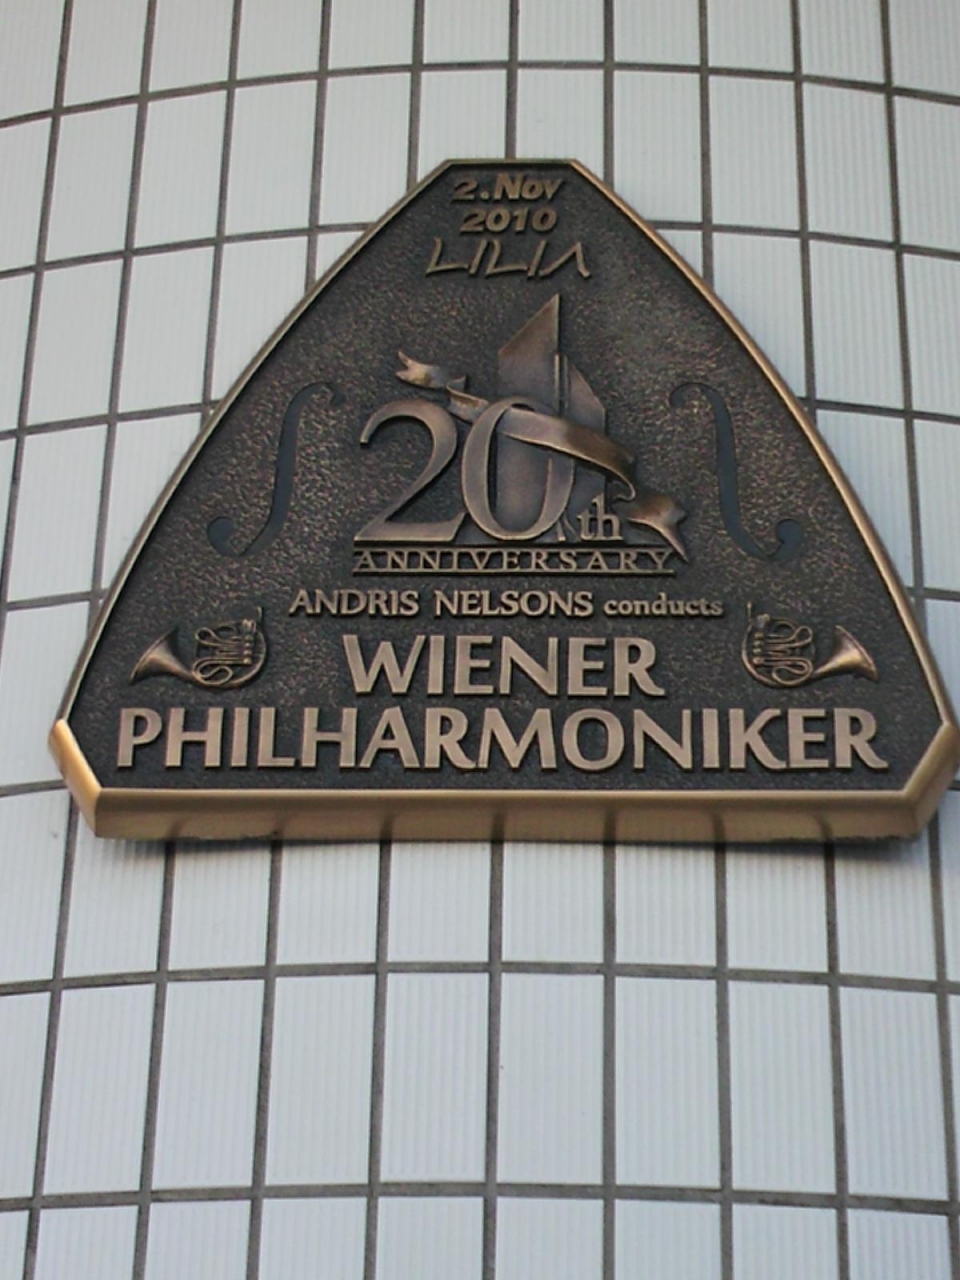 2.Nov
2010
LILIA
20th
ANNIVERSARY
ANDRIS NELSONS conducts
WIENER
PHILHARMONIKER